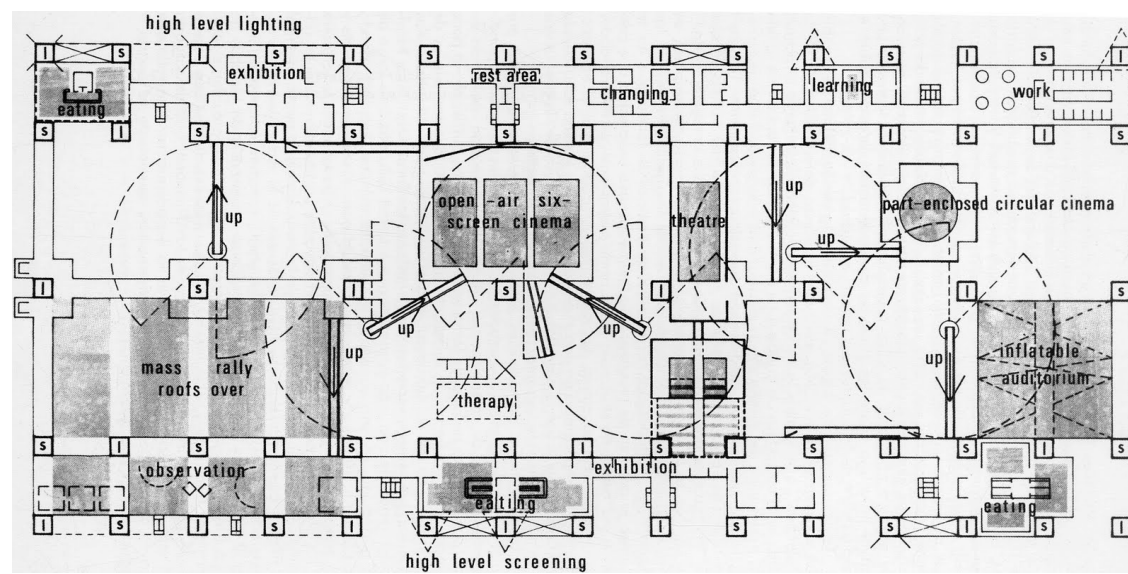 high level lighting
exhibition
eating
rest area
changing
learning
work
up
open-air six-
screen cinema
theatre
up
part-enclosed circular cinema
up
up
up
up
up
mass rally
roofs over
therapy
inflatable
auditorium
observation
exhibition
eating
eating
high level screening